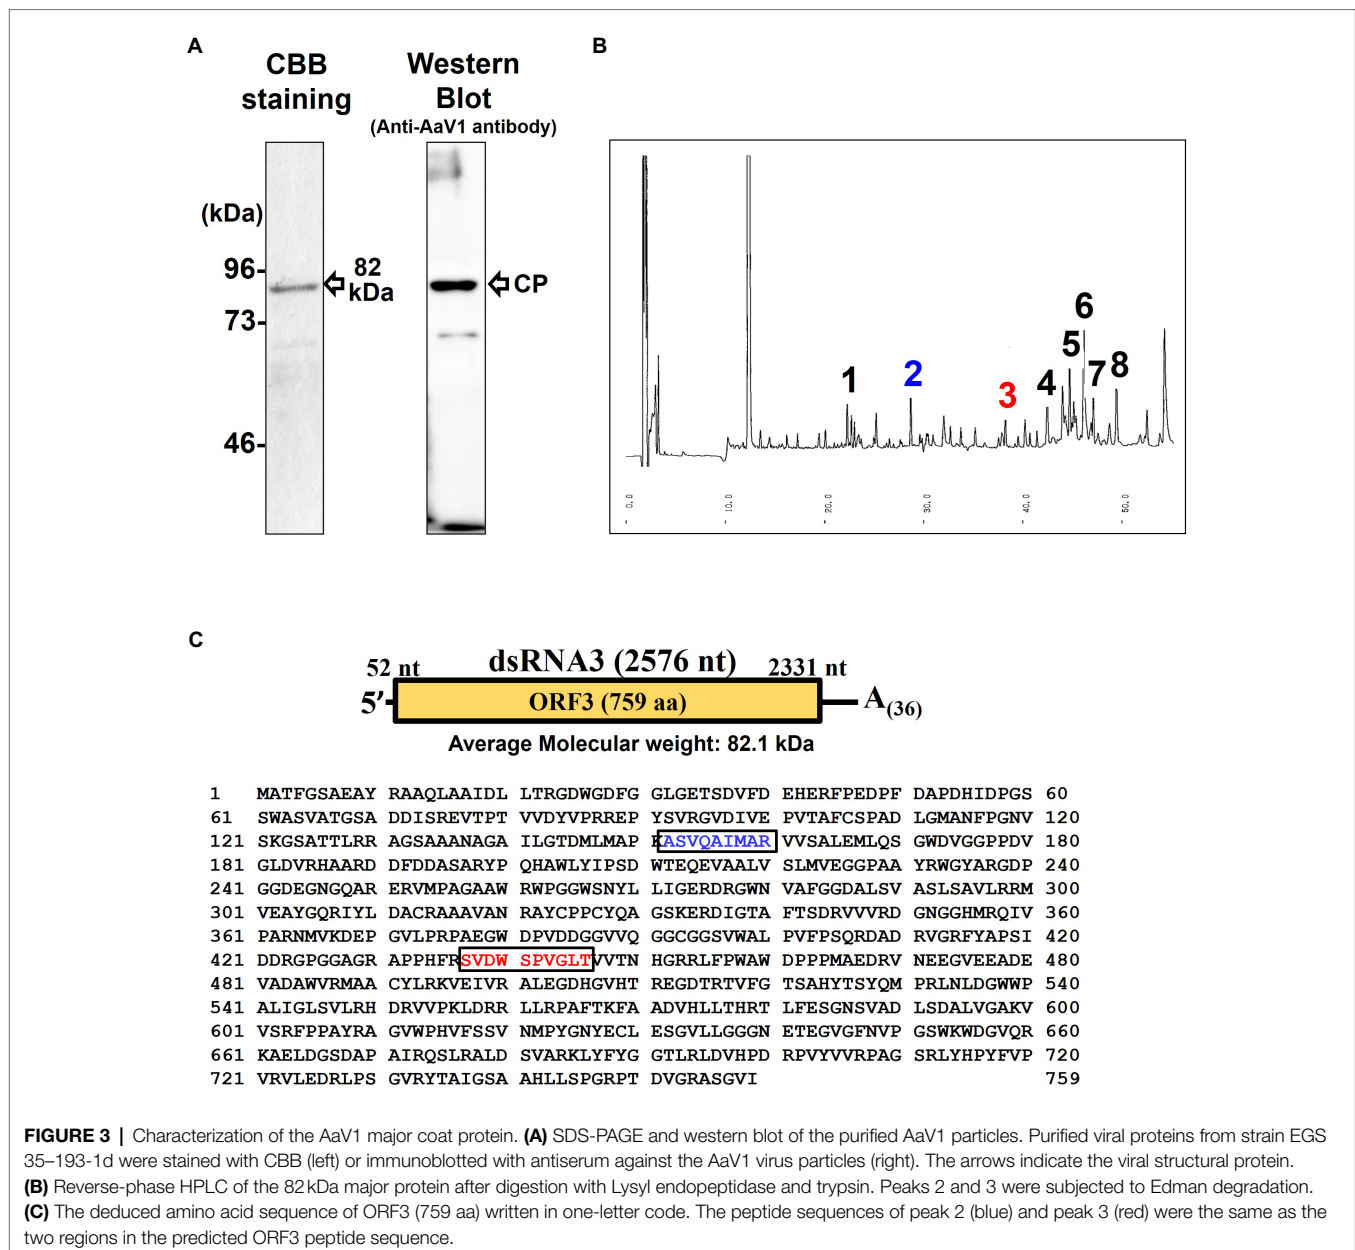 A
B
CBB
staining
Western
Blot
(Anti-AaV1 antibody)
(kDa)
96-
82
kDa
CP
73-
46-
1
2
3
4
5
6
7
8
0.0
10.0
20.0
30.0
40.0
50.0
C
52 nt
dsRNA3 (2576 nt)
2331 nt
5’
ORF3 (759 aa)
A(36)
Average Molecular weight: 82.1 kDa
1 MATFGSAEAY RAAQLAAIDL LTRGDWGDFG GLGETSDVFD EHERFPEDPF DAPDHIDPGS 60
61 SWASVATGSA DDISREVTPT VVDYVPRREP YSVRGVDIVE PVTAFCSPAD LGMANFPGNV 120
121 SKGSATTLRR AGSAAANAGA ILGTDMLMAP KASVQAIMAR VVSALEMLQS GWDVGGPPDV 180
181 GLDVRHAARD DFDDASARYP QHAWLYIPSD WTEQEVAALV SLMVEGGPAA YRWGYARGDP 240
241 GGDEGNGQAR ERVMPAGAAW RWPGGWSNYL LIGERDRGWN VAFGGDALSV ASLSAVLRRM 300
301 VEAYGQRIYL DACRAAAVAN RAYCPPCYQA GSKERDIGTA FTSDRVVVRD GNGGHMRQIV 360
361 PARNMVKDEP GVLPRPAEGW DPVDDGGVVQ GGCGGSVWAL PVFPSQRDAD RVGRFYAPSI 420
421 DDRGPGGAGR APPHFRSVDW SPVGLTVVTN HGRRLFPWAW DPPPMAEDRV NEEGVEEADE 480
481 VADAWVRMAA CYLRKVEIVR ALEGDHGVHT REGDTRTVFG TSAHYTSYQM PRLNLDGWWP 540
541 ALIGLSVLRH DRVVPKLDRR LLRPAFTKFA ADVHLLTHRT LFESGNSVAD LSDALVGAKV 600
601 VSRFPPAYRA GVWPHVFSSV NMPYGNYECL ESGVLLGGGN ETEGVGFNVP GSWKWDGVQR 660
661 KAELDGSDAP AIRQSLRALD SVARKLYFYG GTLRLDVHPD RPVYVVRPAG SRLYHPYFVP 720
721 VRVLEDRLPS GVRYTAIGSA AHLLSPGRPT DVGRASGVI 759
FIGURE 3 | Characterization of the AaV1 major coat protein. (A) SDS-PAGE and western blot of the purified AaV1 particles. Purified viral proteins from strain EGS
35–193-1d were stained with CBB (left) or immunoblotted with antiserum against the AaV1 virus particles (right). The arrows indicate the viral structural protein.
(B) Reverse-phase HPLC of the 82 kDa major protein after digestion with Lysyl endopeptidase and trypsin. Peaks 2 and 3 were subjected to Edman degradation.
(C) The deduced amino acid sequence of ORF3 (759 aa) written in one-letter code. The peptide sequences of peak 2 (blue) and peak 3 (red) were the same as the
two regions in the predicted ORF3 peptide sequence.